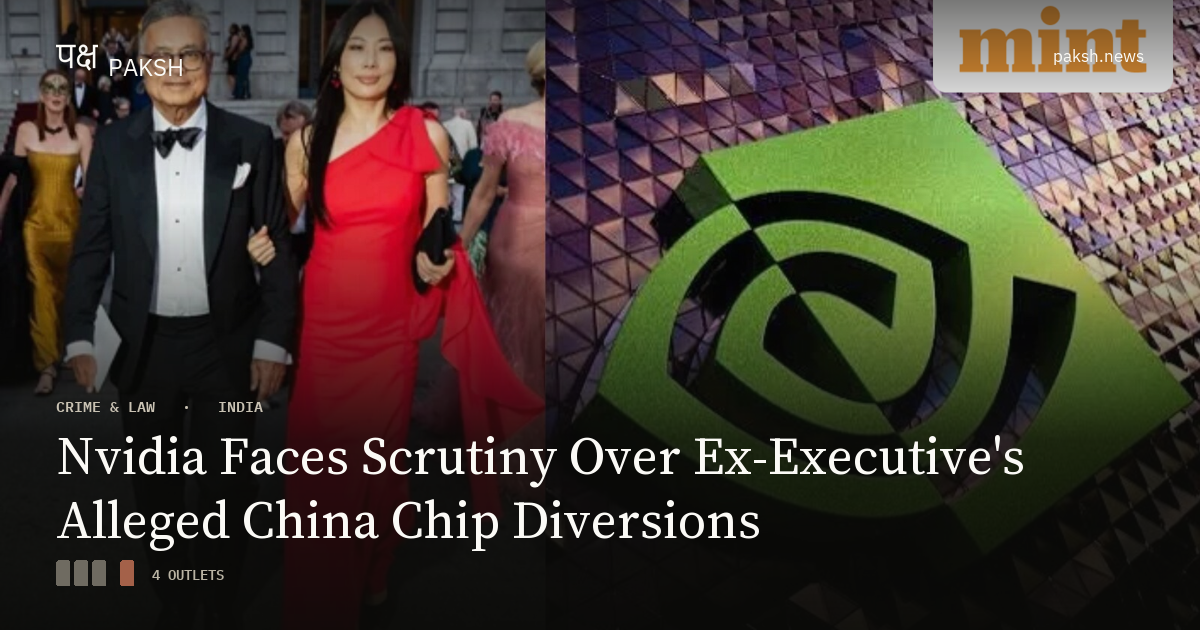 पक्ष PAKSH
mint
paksh.news
CRIME & LAW · INDIA
Nvidia Faces Scrutiny Over Ex-Executive's
Alleged China Chip Diversions
4 OUTLETS